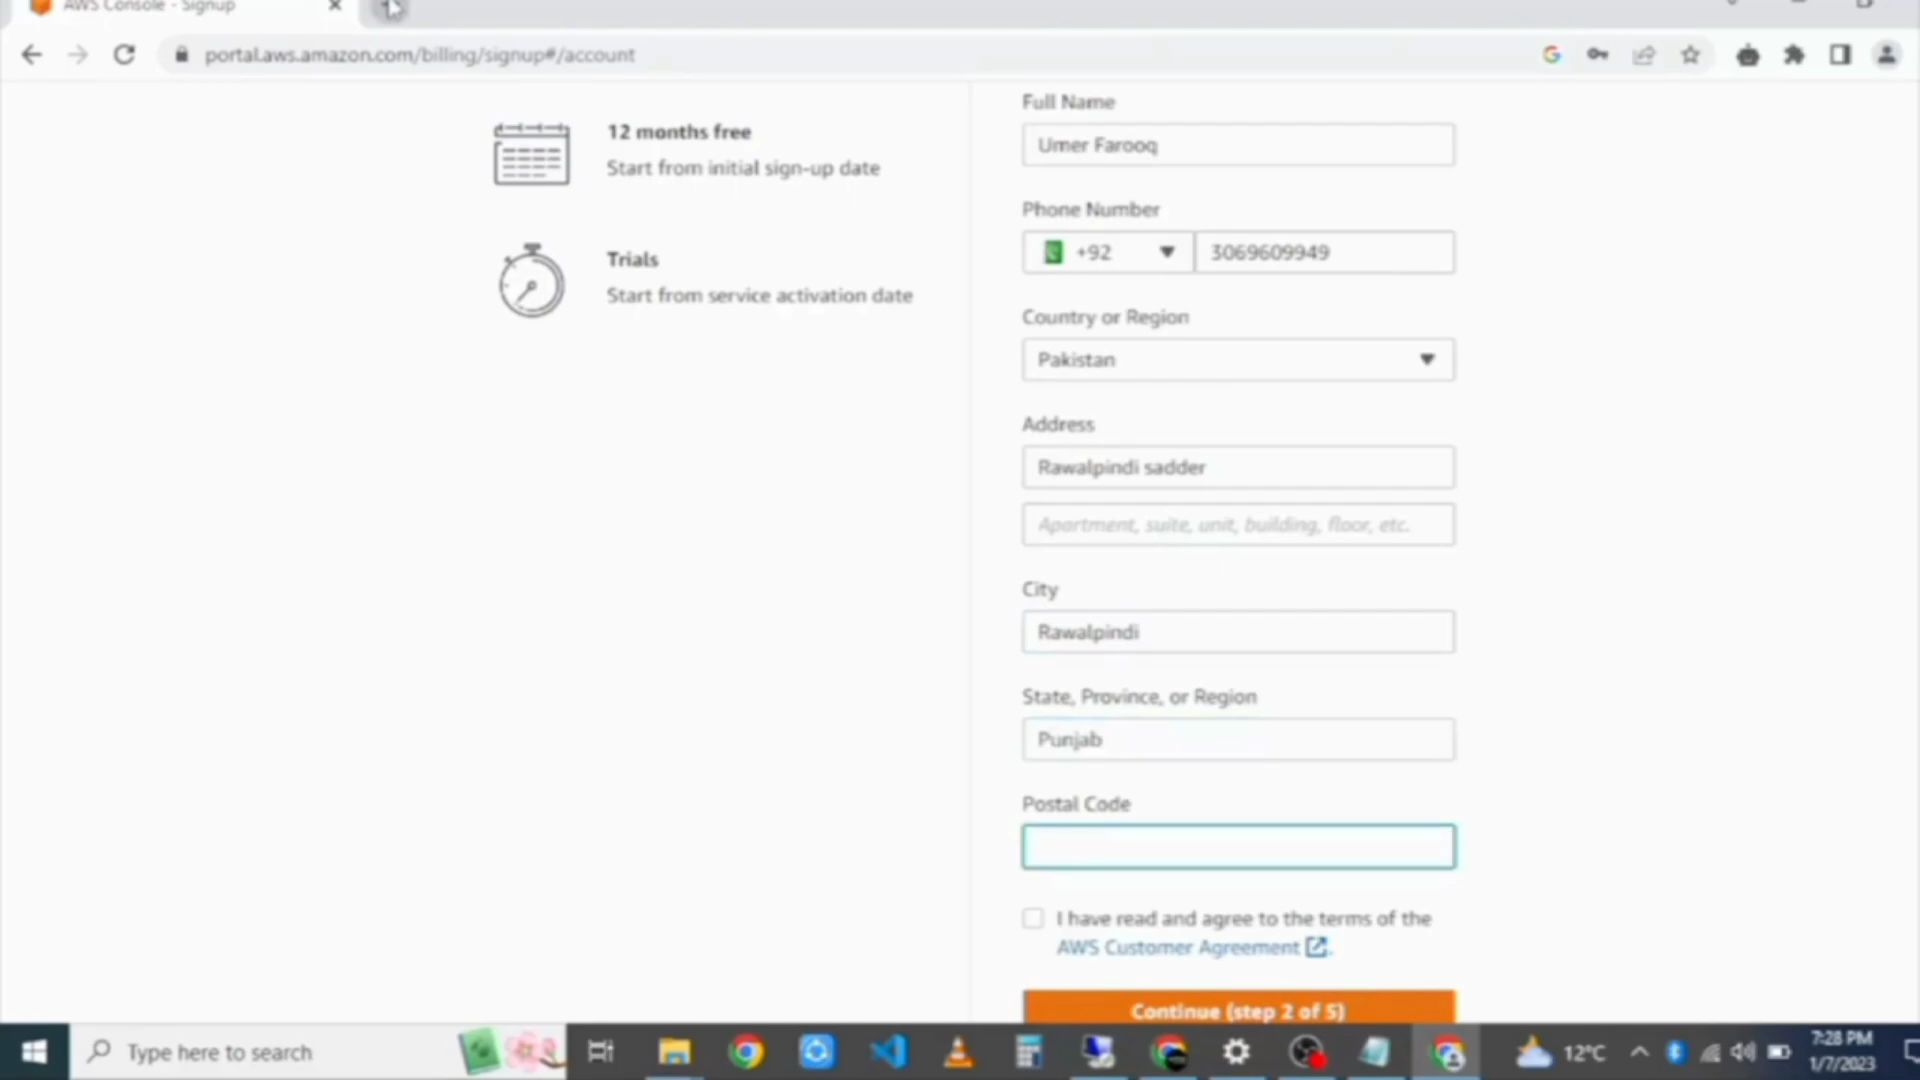 AWS Console - Signup
portal.aws.amazon.com/billing/signup#/account
12 months free
Start from initial sign-up date
Trials
Start from service activation date
Full Name
Umer Farooq
Phone Number
+92
3069609949
Country or Region
Pakistan
Address
Rawalpindi sadder
Apartment, suite, unit, building, floor, etc.
City
Rawalpindi
State, Province, or Region
Punjab
Postal Code
I have read and agree to the terms of the
AWS Customer Agreement.
Continue (step 2 of 5)
Type here to search
12°C
7:28 PM
1/7/2023